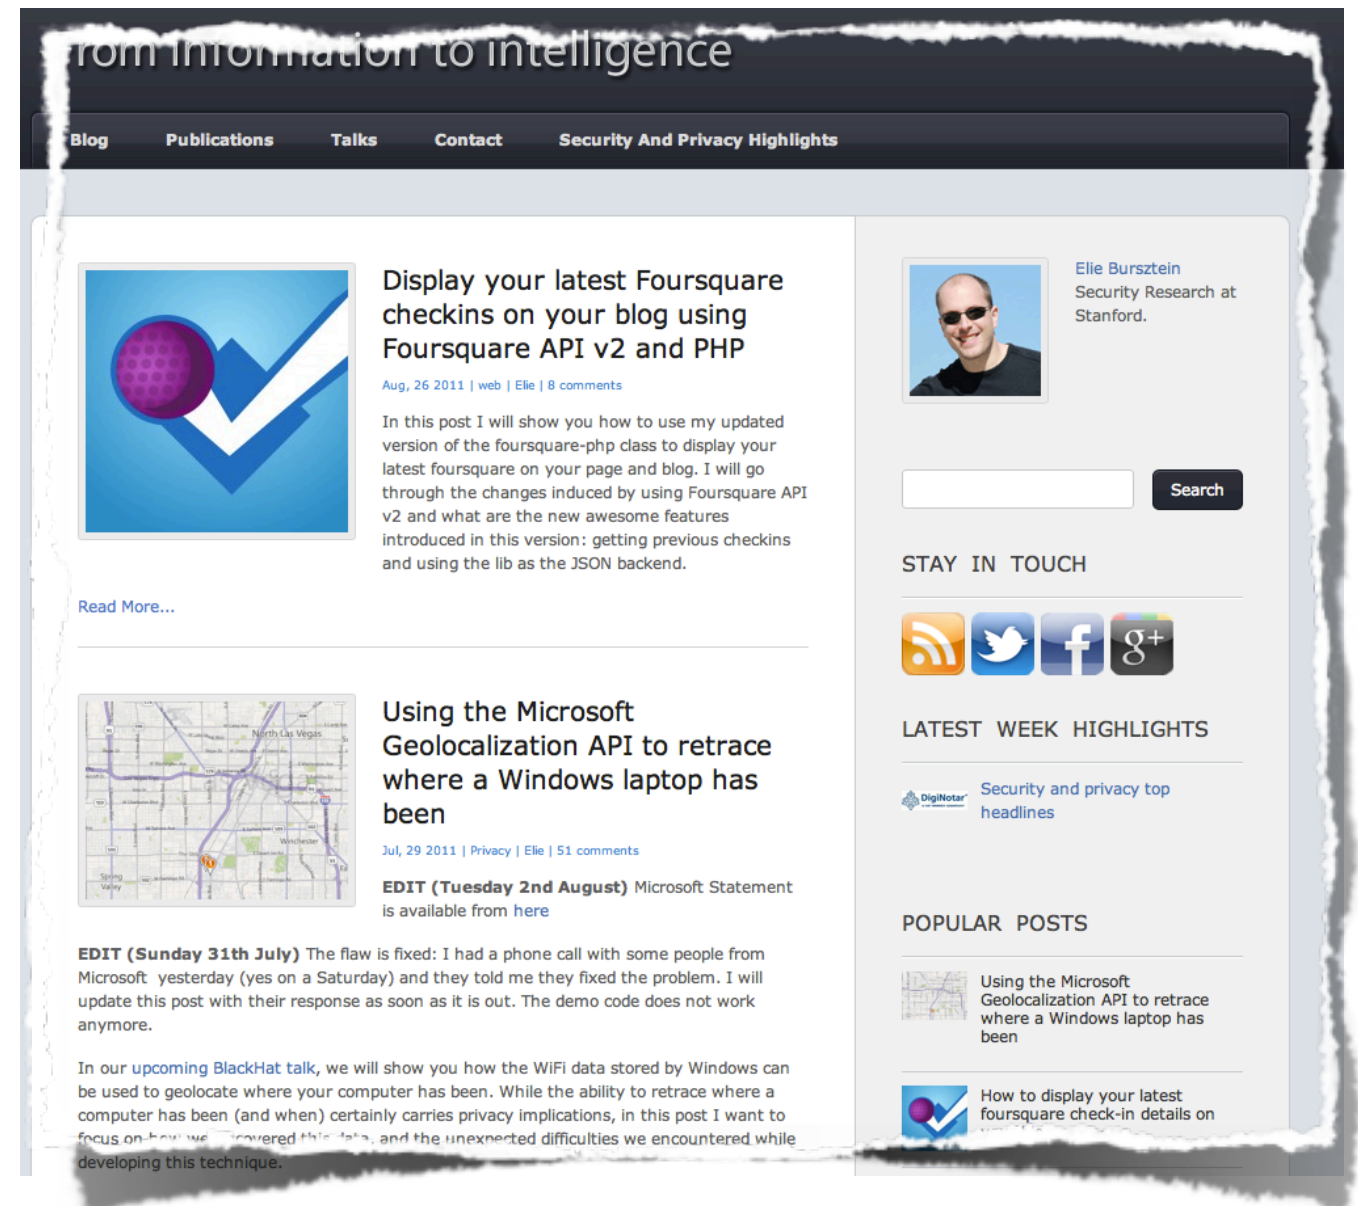 rom information to intelligence
Blog Publications Talks Contact Security And Privacy Highlights
Display your latest Foursquare
checkins on your blog using
Foursquare API v2 and PHP
Aug, 26 2011 | web | Elie | 8 comments
In this post I will show you how to use my updated
version of the foursquare-php class to display your
latest foursquare on your page and blog. I will go
through the changes induced by using Foursquare API
v2 and what are the new awesome features
introduced in this version: getting previous checkins
and using the lib as the JSON backend.
Read More...
North Las Vegas
Winchester
Spring
Valley
Using the Microsoft
Geolocalization API to retrace
where a Windows laptop has
been
Jul, 29 2011 | Privacy | Elie | 51 comments
EDIT (Tuesday 2nd August) Microsoft Statement
is available from here
EDIT (Sunday 31th July) The flaw is fixed: I had a phone call with some people from
Microsoft yesterday (yes on a Saturday) and they told me they fixed the problem. I will
update this post with their response as soon as it is out. The demo code does not work
anymore.
In our upcoming BlackHat talk, we will show you how the WiFi data stored by Windows can
be used to geolocate where your computer has been. While the ability to retrace where a
computer has been (and when) certainly carries privacy implications, in this post I want to
focus on how we covered this data, and the unexpected difficulties we encountered while
developing this technique.
Elie Bursztein
Security Research at
Stanford.
Search
STAY IN TOUCH
f
g+
LATEST WEEK HIGHLIGHTS
DigiNotar
Security and privacy top
headlines
POPULAR POSTS
Using the Microsoft
Geolocalization API to retrace
where a Windows laptop has
been
How to display your latest
foursquare check-in details on